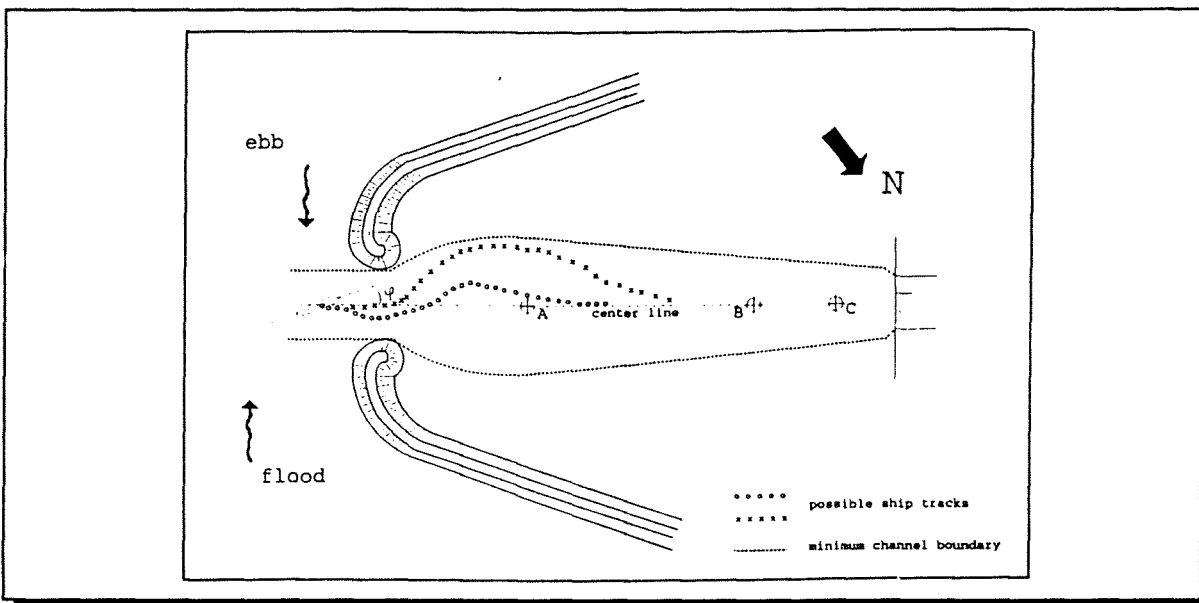 ebb
N
φ
A
center line
B
C
flood
possible ship tracks
minimum channel boundary